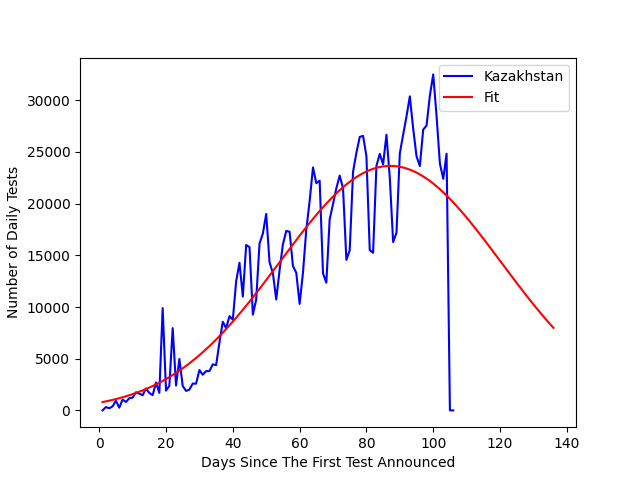 Kazakhstan
Fit
30000
25000
20000
15000
10000
5000
0
Number of Daily Tests
0 20 40 60 80 100 120 140
Days Since The First Test Announced